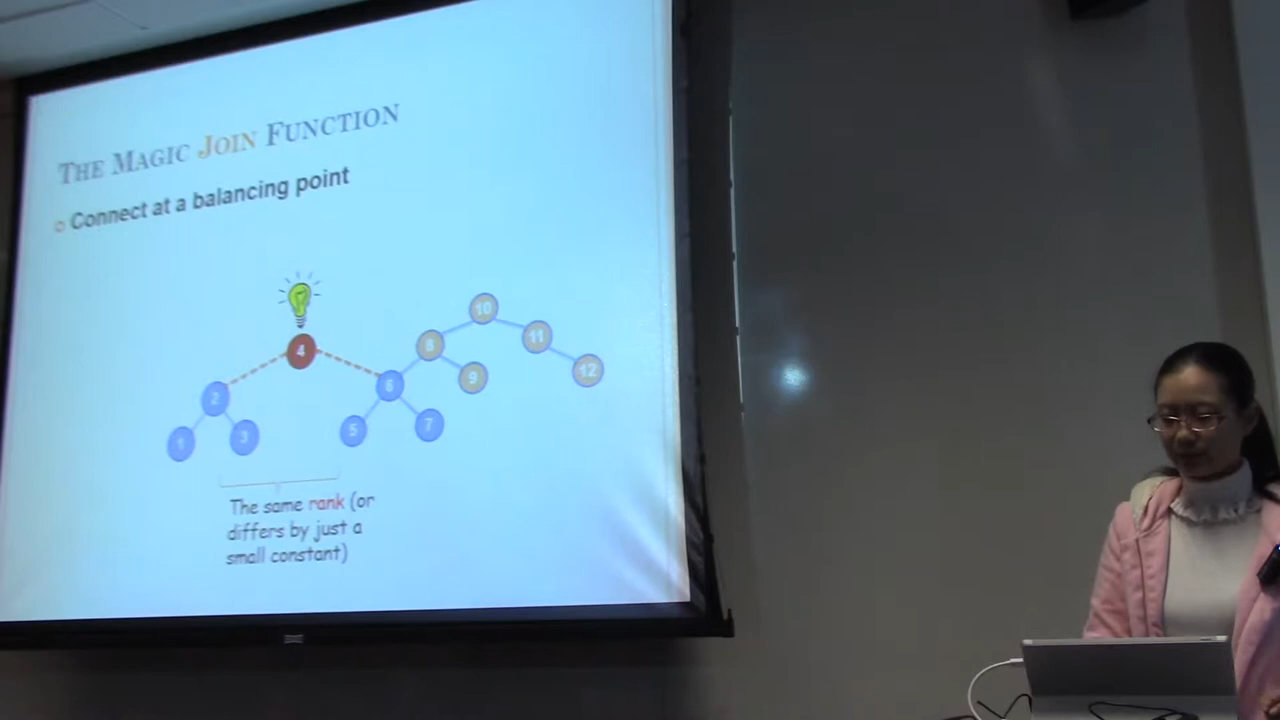 THE MAGIC JOIN FUNCTION
Connect at a balancing point
10
11
12
8
9
4
6
2
1
3
5
7
The same rank (or
differs by just a
small constant)